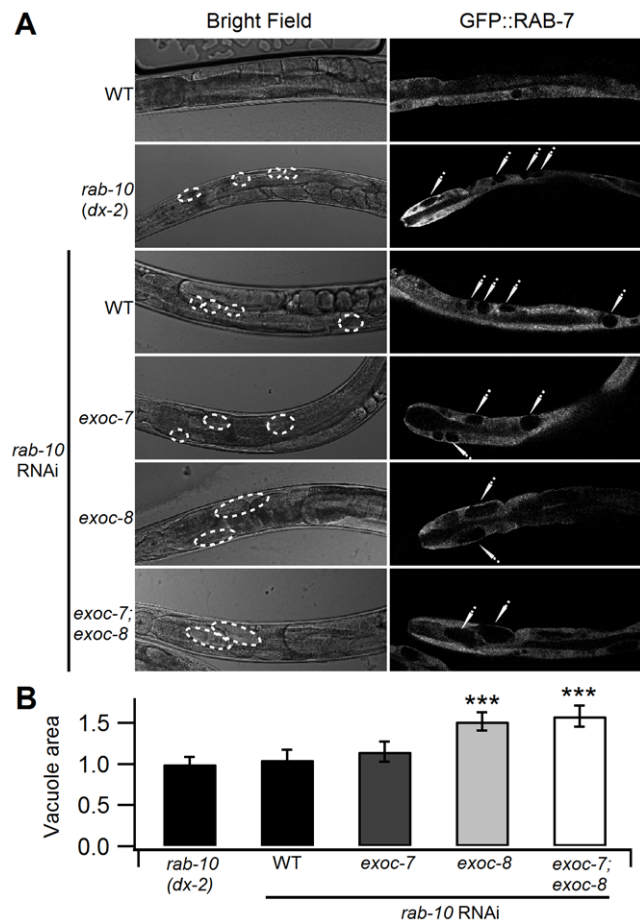 A
Bright Field
GFP::RAB-7
WT
rab-10
(dx-2)
WT
exoc-7
rab-10
RNAi
exoc-8
exoc-7;
exoc-8
B
Vacuole area
1.5
1.0
0.5
0.0
***
***
rab-10
(dx-2)
WT
exoc-7
exoc-8
exoc-7;
exoc-8
rab-10 RNAi